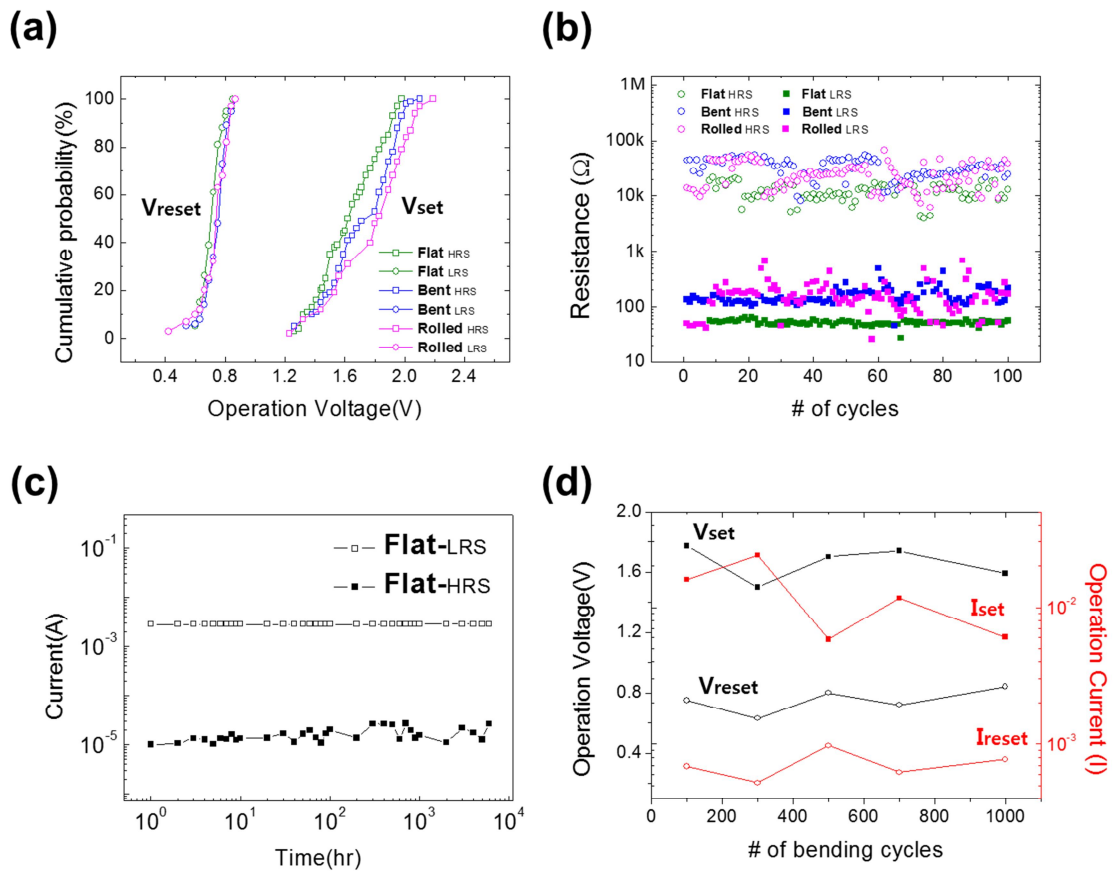 (a)
Cumulative probability(%)
100
80
60
40
20
0
Vreset
Vset
Flat HRS
Flat LRS
Bent HRS
Bent LRS
Rolled HRS
Rolled LRS
0.4 0.8 1.2 1.6 2.0 2.4
Operation Voltage(V)
(b)
Resistance (Ω)
1M
100k
10k
1k
100
10
Flat HRS Flat LRS
Bent HRS Bent LRS
Rolled HRS Rolled LRS
0 20 40 60 80 100
# of cycles
(c)
Current(A)
10-1
10-3
10-5
Flat-LRS
Flat-HRS
100 101 102 103 104
Time(hr)
(d)
Operation Voltage(V)
2.0
1.6
1.2
0.8
0.4
Vset
Iset
Vreset
Ireset
10-2
10-3
Operation Current (I)
0 200 400 600 800 1000
# of bending cycles